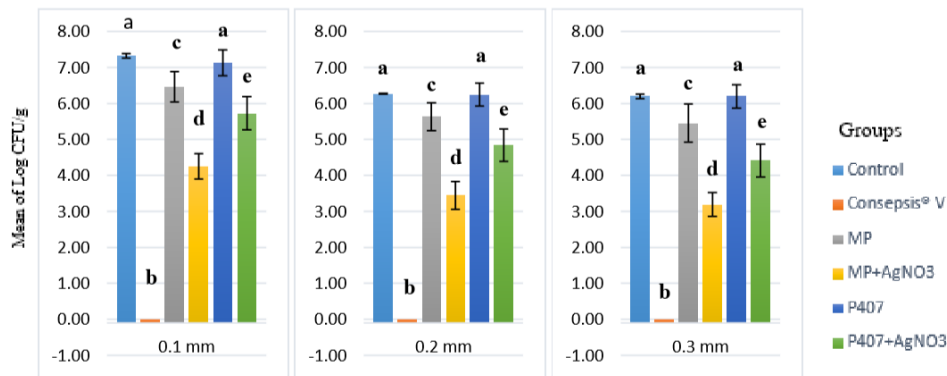 Mean of Log CFU/g
8.00
7.00
6.00
5.00
4.00
3.00
2.00
1.00
0.00
-1.00
a
b
c
d
a
e
0.1 mm
8.00
7.00
6.00
5.00
4.00
3.00
2.00
1.00
0.00
-1.00
a
b
c
d
a
e
0.2 mm
8.00
7.00
6.00
5.00
4.00
3.00
2.00
1.00
0.00
-1.00
a
b
c
d
a
e
0.3 mm
Groups
Control
Consepsis® V
MP
MP+AgNO3
P407
P407+AgNO3